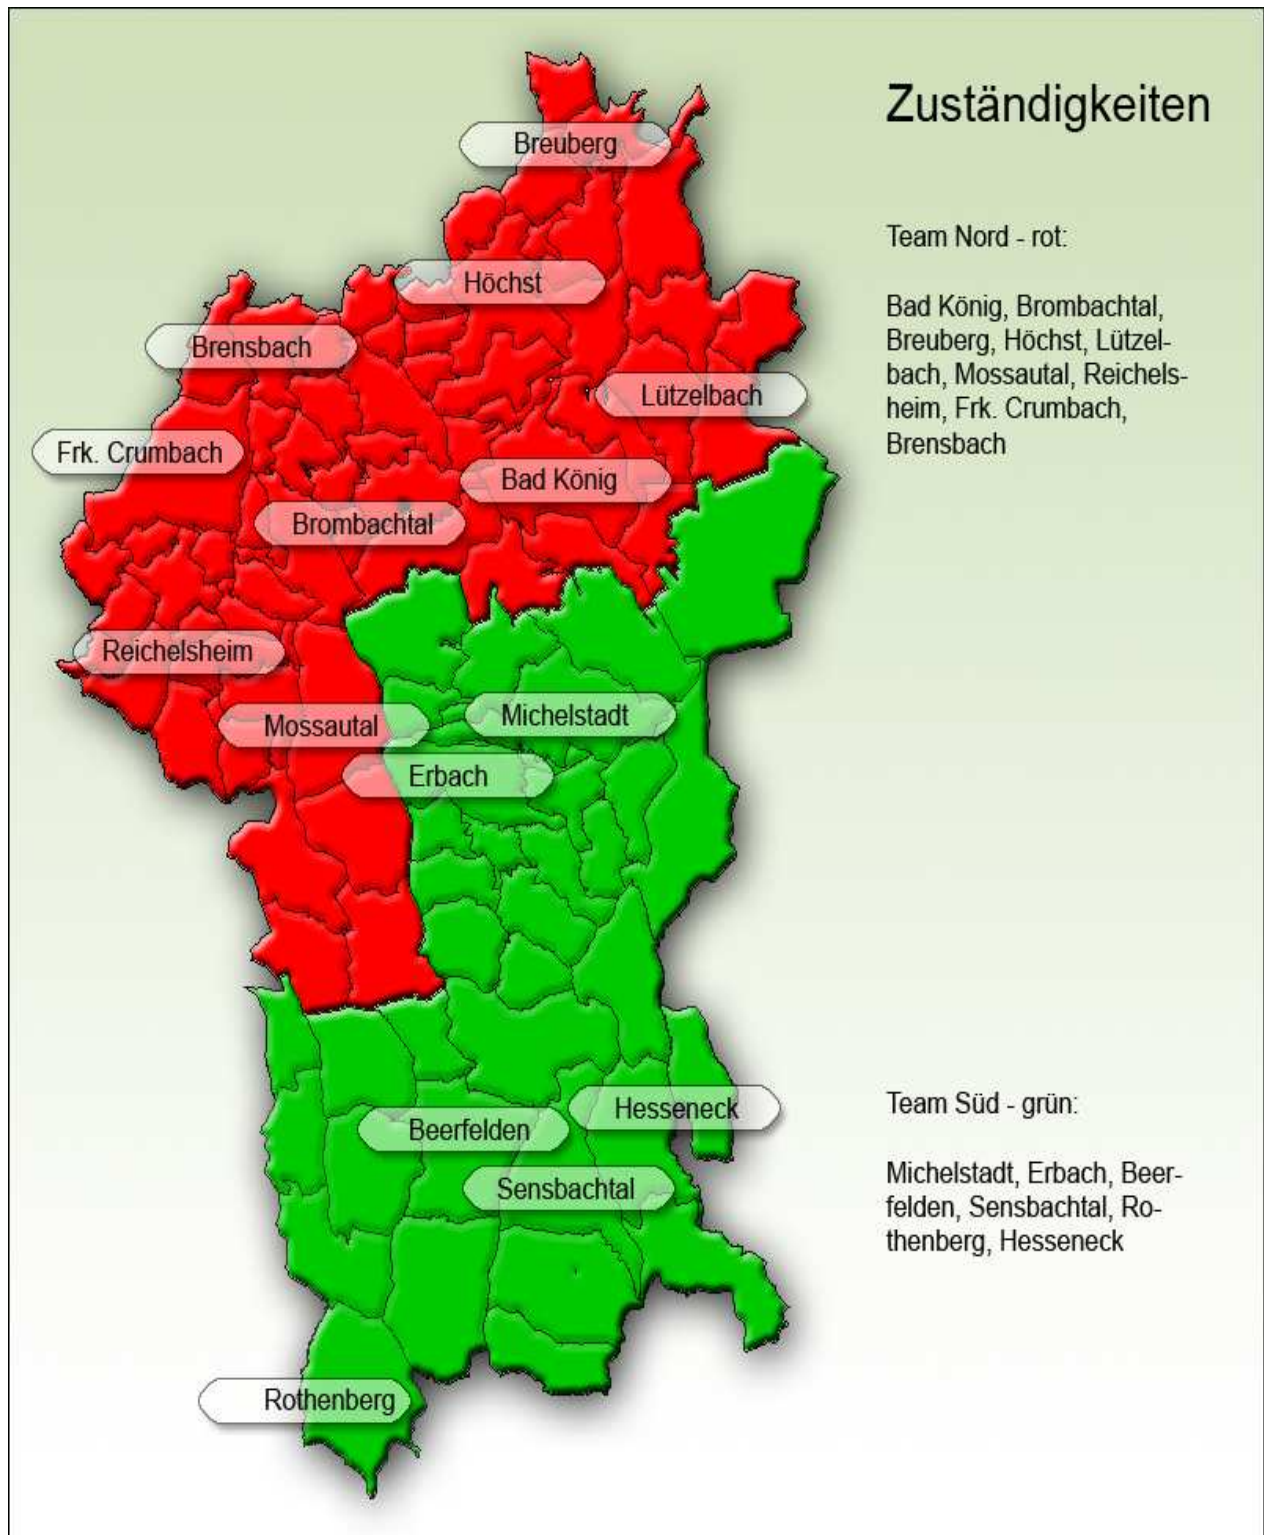 Zuständigkeiten
Team Nord - rot:
Bad König, Brombachtal,
Breuberg, Höchst, Lützel-
bach, Mossautal, Reichels-
heim, Frk. Crumbach,
Brensbach
Breuberg
Höchst
Brensbach
Lützelbach
Frk. Crumbach
Bad König
Brombachtal
Reichelsheim
Michelstadt
Mossautal
Erbach
Hesseneck
Beerfelden
Sensbachtal
Rothenberg
Team Süd - grün:
Michelstadt, Erbach, Beer-
felden, Sensbachtal, Ro-
thenberg, Hesseneck